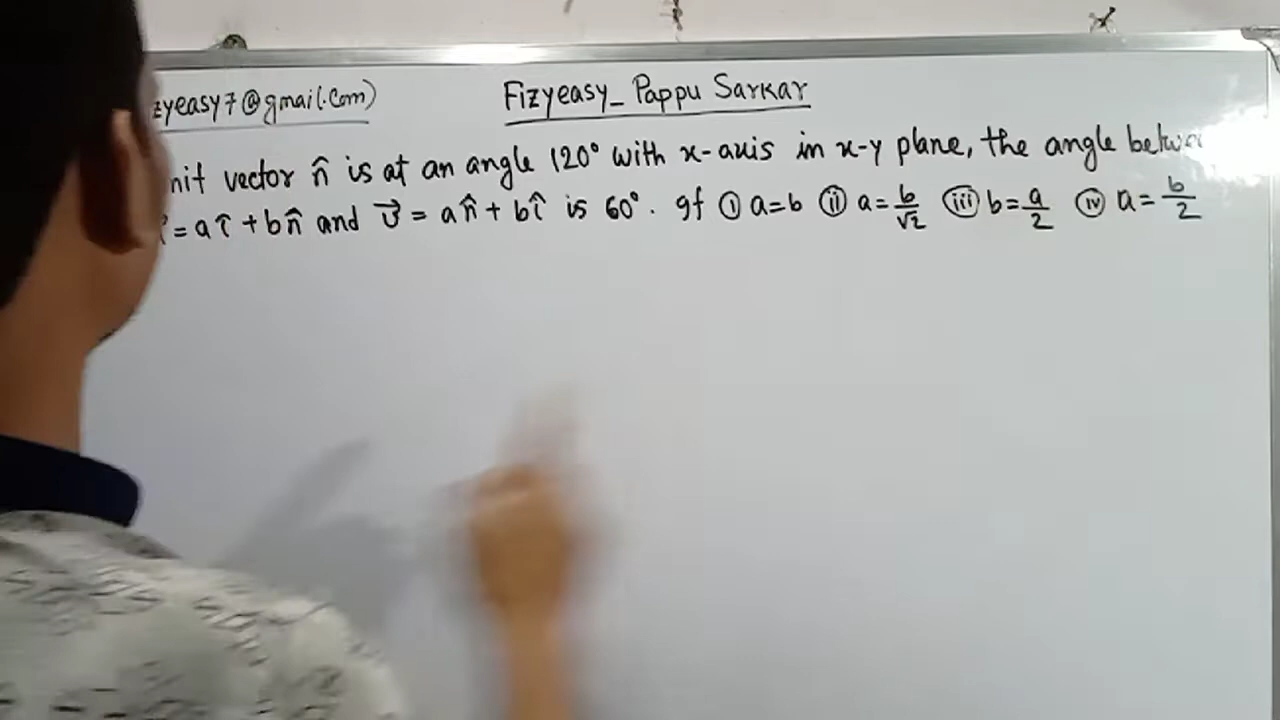 zyeasy7@gmail.com) Fizyeasy_ Pappu Sarkar
nit vector n̂ is at an angle 120° with x-axis in x-y plane, the angle betwe
= aî + bn̂ and v⃗ = an̂ + bî is 60°. If (i) a=b (ii) a=b/√2 (iii) b=a/2 (iv) a=b/2